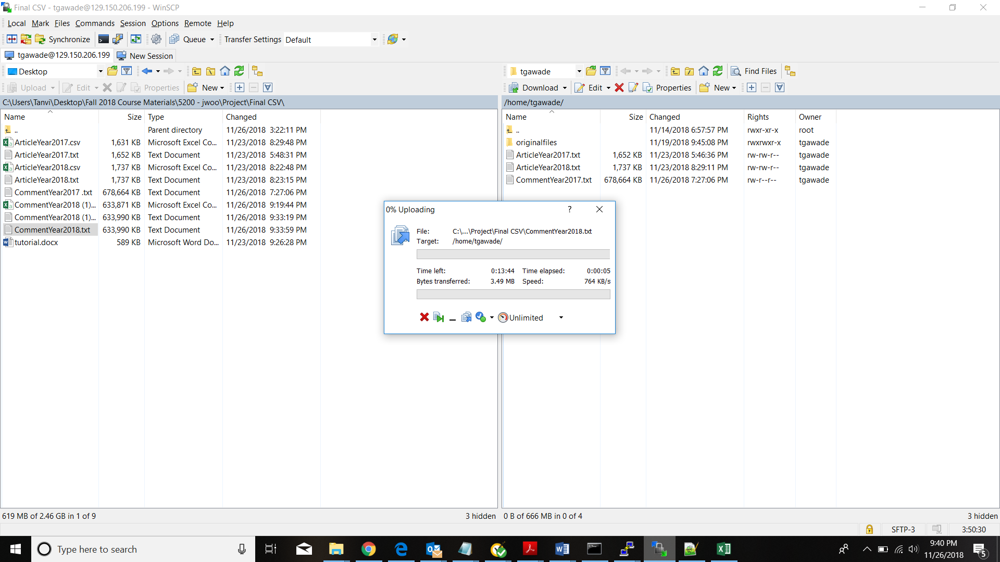 Final CSV - tgawade@129.150.206.199 - WinSCP
Local Mark Files Commands Session Options Remote Help
Synchronize Queue Transfer Settings Default
tgawade@129.150.206.199 New Session
Desktop tgawade Find Files
Upload Edit Properties New Download Edit Properties New
C:\Users\Tanvi\Desktop\Fall 2018 Course Materials\5200 - jwoo\Project\Final CSV\ /home/tgawade/
Name Size Type Changed
.. Parent directory 11/26/2018 3:22:11 PM
ArticleYear2017.csv 1,631 KB Microsoft Excel Co... 11/23/2018 8:29:48 PM
ArticleYear2017.txt 1,652 KB Text Document 11/23/2018 5:48:31 PM
ArticleYear2018.csv 1,737 KB Microsoft Excel Co... 11/23/2018 8:22:48 PM
ArticleYear2018.txt 1,737 KB Text Document 11/23/2018 8:23:15 PM
CommentYear2017 .txt 678,664 KB Text Document 11/26/2018 7:27:06 PM
CommentYear2018 (1)... 633,871 KB Microsoft Excel Co... 11/26/2018 9:19:44 PM
CommentYear2018 (1)... 633,990 KB Text Document 11/26/2018 9:33:19 PM
CommentYear2018.txt 633,990 KB Text Document 11/26/2018 9:33:59 PM
tutorial.docx 589 KB Microsoft Word Do... 11/23/2018 9:26:28 PM
Name Size Changed Rights Owner
.. 11/14/2018 6:57:57 PM rwxr-xr-x root
originalfiles 11/19/2018 9:45:08 PM rwxrwxr-x tgawade
ArticleYear2017.txt 1,652 KB 11/23/2018 5:46:36 PM rw-rw-r-- tgawade
ArticleYear2018.txt 1,737 KB 11/23/2018 8:29:11 PM rw-rw-r-- tgawade
CommentYear2017.txt 678,664 KB 11/26/2018 7:27:06 PM rw-r--r-- tgawade
0% Uploading ?
File: C:\...\Project\Final CSV\CommentYear2018.txt
Target: /home/tgawade/
Time left: 0:13:44 Time elapsed: 0:00:05
Bytes transferred: 3.49 MB Speed: 764 KB/s
Unlimited
619 MB of 2.46 GB in 1 of 9 3 hidden 0 B of 666 MB in 0 of 4 3 hidden
SFTP-3 3:50:30
Type here to search
9:40 PM
11/26/2018
5